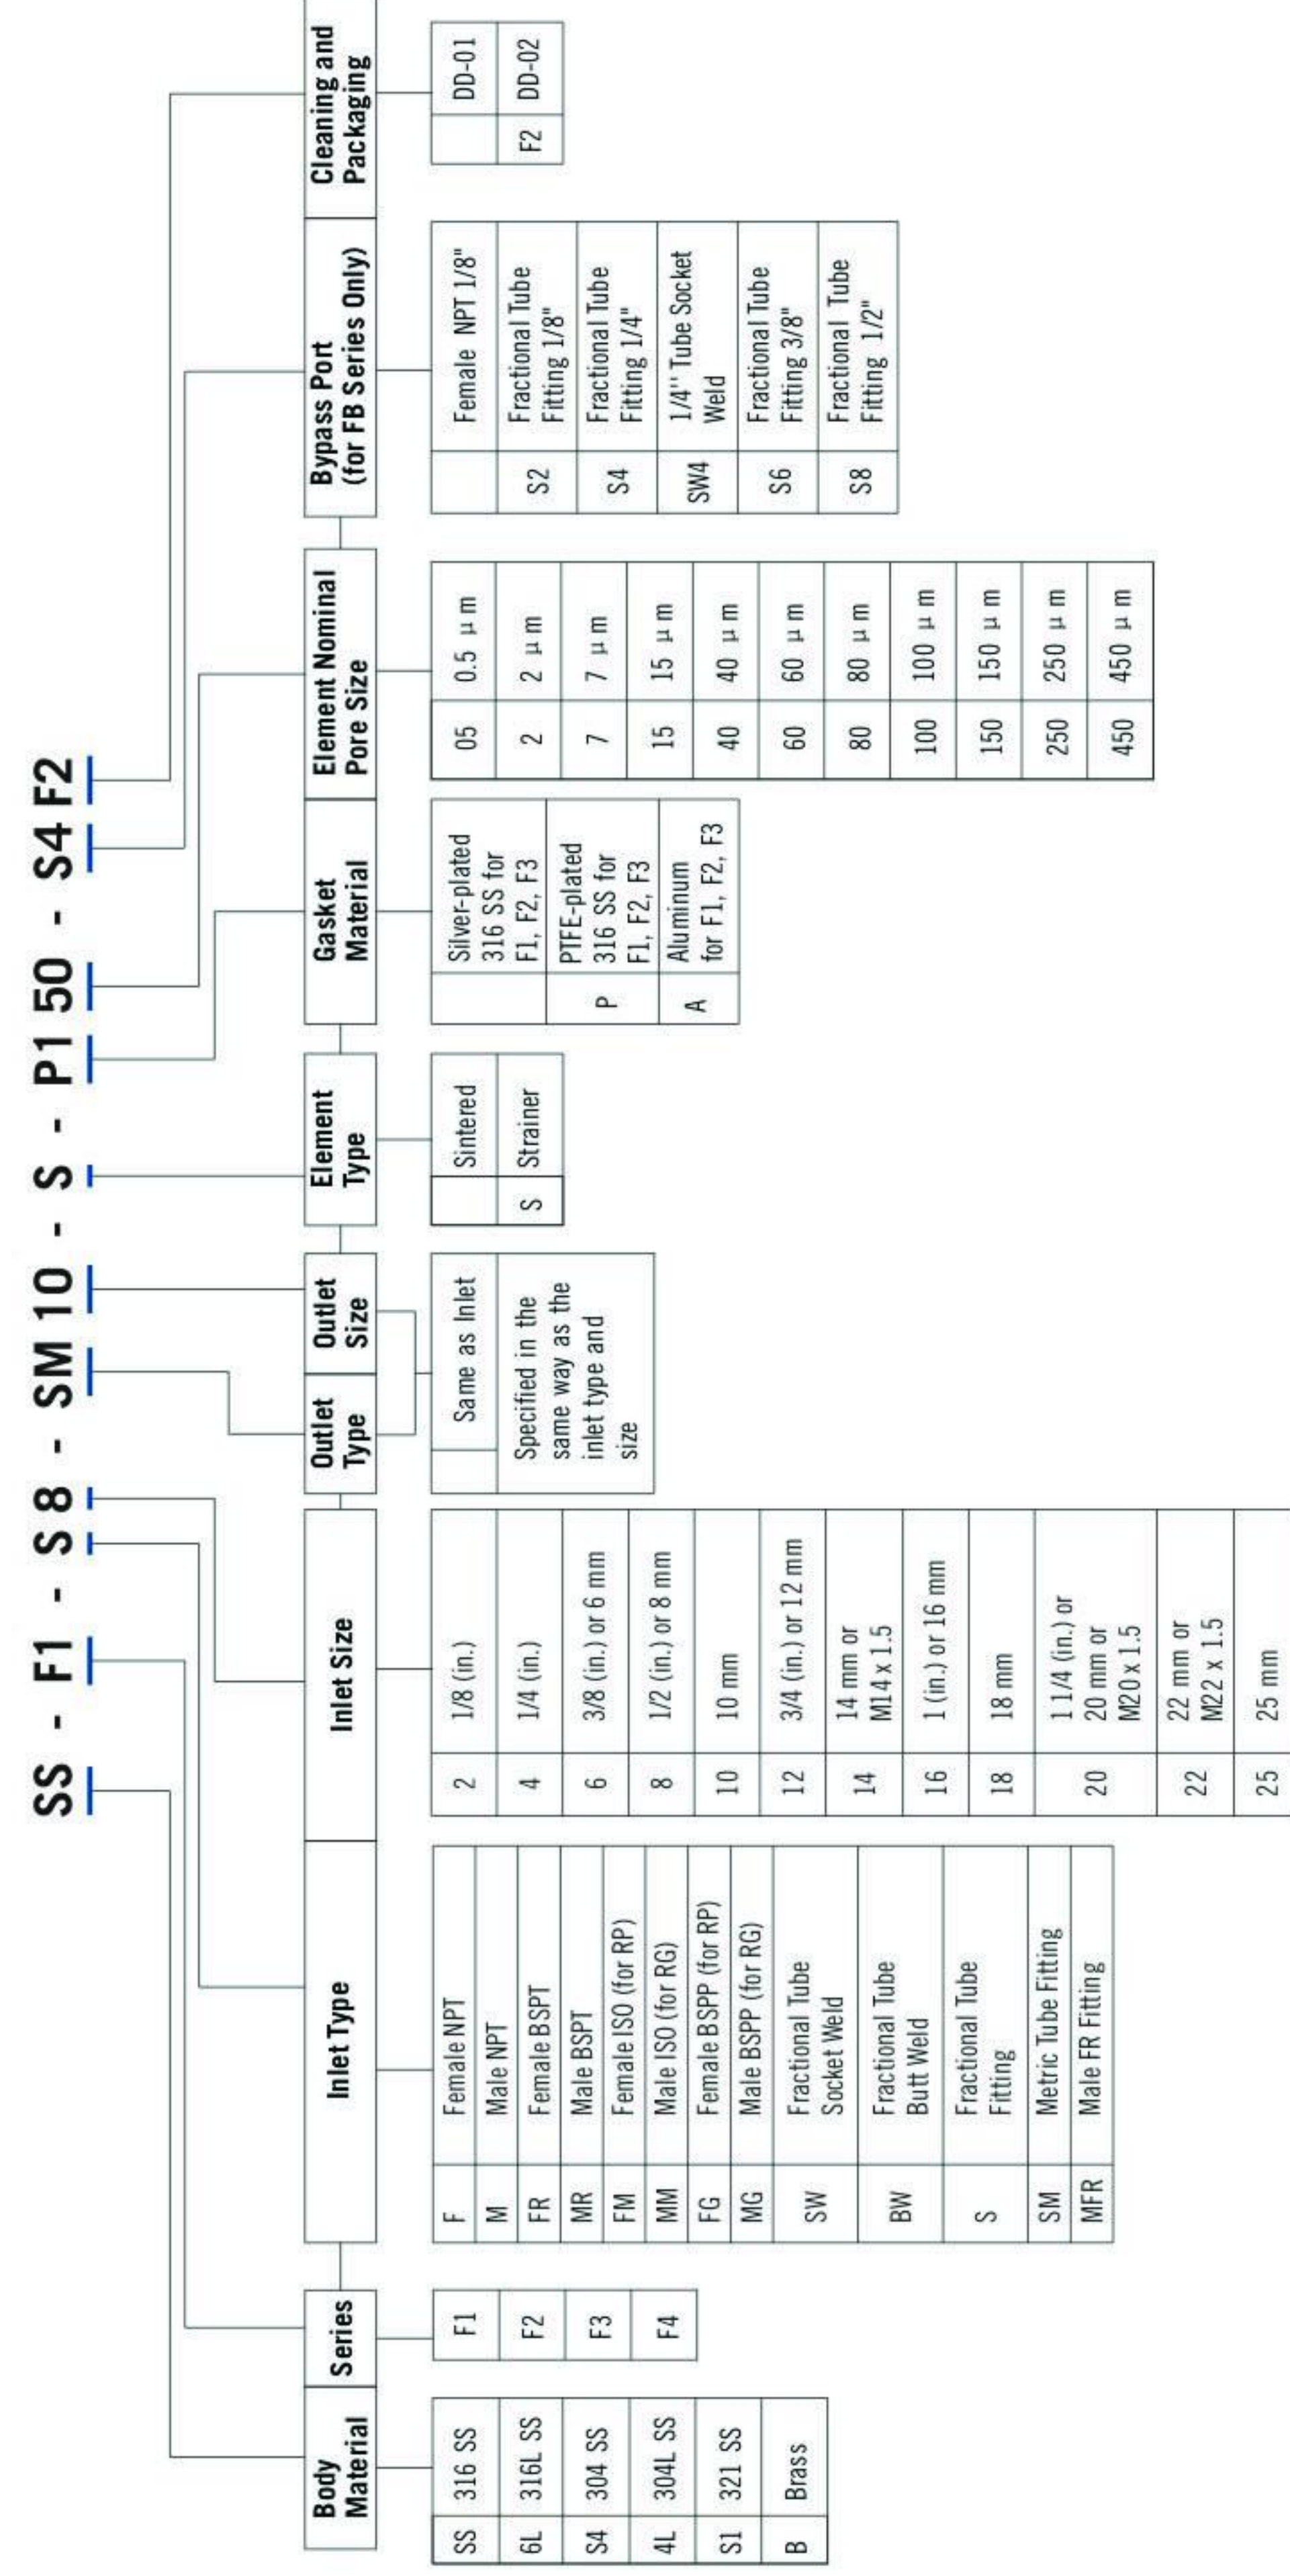 SS - F1 - S 8 - SM 10 - S - P1 50 - S4 F2
Body
Material
SS 316 SS
6L 316L SS
S4 304 SS
4L 304L SS
S1 321 SS
B Brass
Series
F1
F2
F3
F4
Inlet Type
F Female NPT
M Male NPT
FR Female BSPT
MR Male BSPT
FM Female ISO (for RP)
MM Male ISO (for RG)
FG Female BSPP (for RP)
MG Male BSPP (for RG)
SW Fractional Tube
Socket Weld
BW Fractional Tube
Butt Weld
S Fractional Tube
Fitting
SM Metric Tube Fitting
MFR Male FR Fitting
Inlet Size
2 1/8 (in.)
4 1/4 (in.)
6 3/8 (in.) or 6 mm
8 1/2 (in.) or 8 mm
10 10 mm
12 3/4 (in.) or 12 mm
14 14 mm or
M14 x 1.5
16 1 (in.) or 16 mm
18 18 mm
20 1 1/4 (in.) or
20 mm or
M20 x 1.5
22 22 mm or
M22 x 1.5
25 25 mm
Outlet
Type
Outlet
Size
Same as Inlet
Specified in the
same way as the
inlet type and
size
Element
Type
Sintered
S Strainer
Gasket
Material
Silver-plated
316 SS for
F1, F2, F3
P PTFE-plated
316 SS for
F1, F2, F3
A Aluminum
for F1, F2, F3
Element Nominal
Pore Size
05 0.5 μm
2 2 μm
7 7 μm
15 15 μm
40 40 μm
60 60 μm
80 80 μm
100 100 μm
150 150 μm
250 250 μm
450 450 μm
Bypass Port
(for FB Series Only)
Female NPT 1/8"
S2 Fractional Tube
Fitting 1/8"
S4 Fractional Tube
Fitting 1/4"
SW4 1/4'' Tube Socket
Weld
S6 Fractional Tube
Fitting 3/8"
S8 Fractional Tube
Fitting 1/2"
Cleaning and
Packaging
DD-01
F2 DD-02